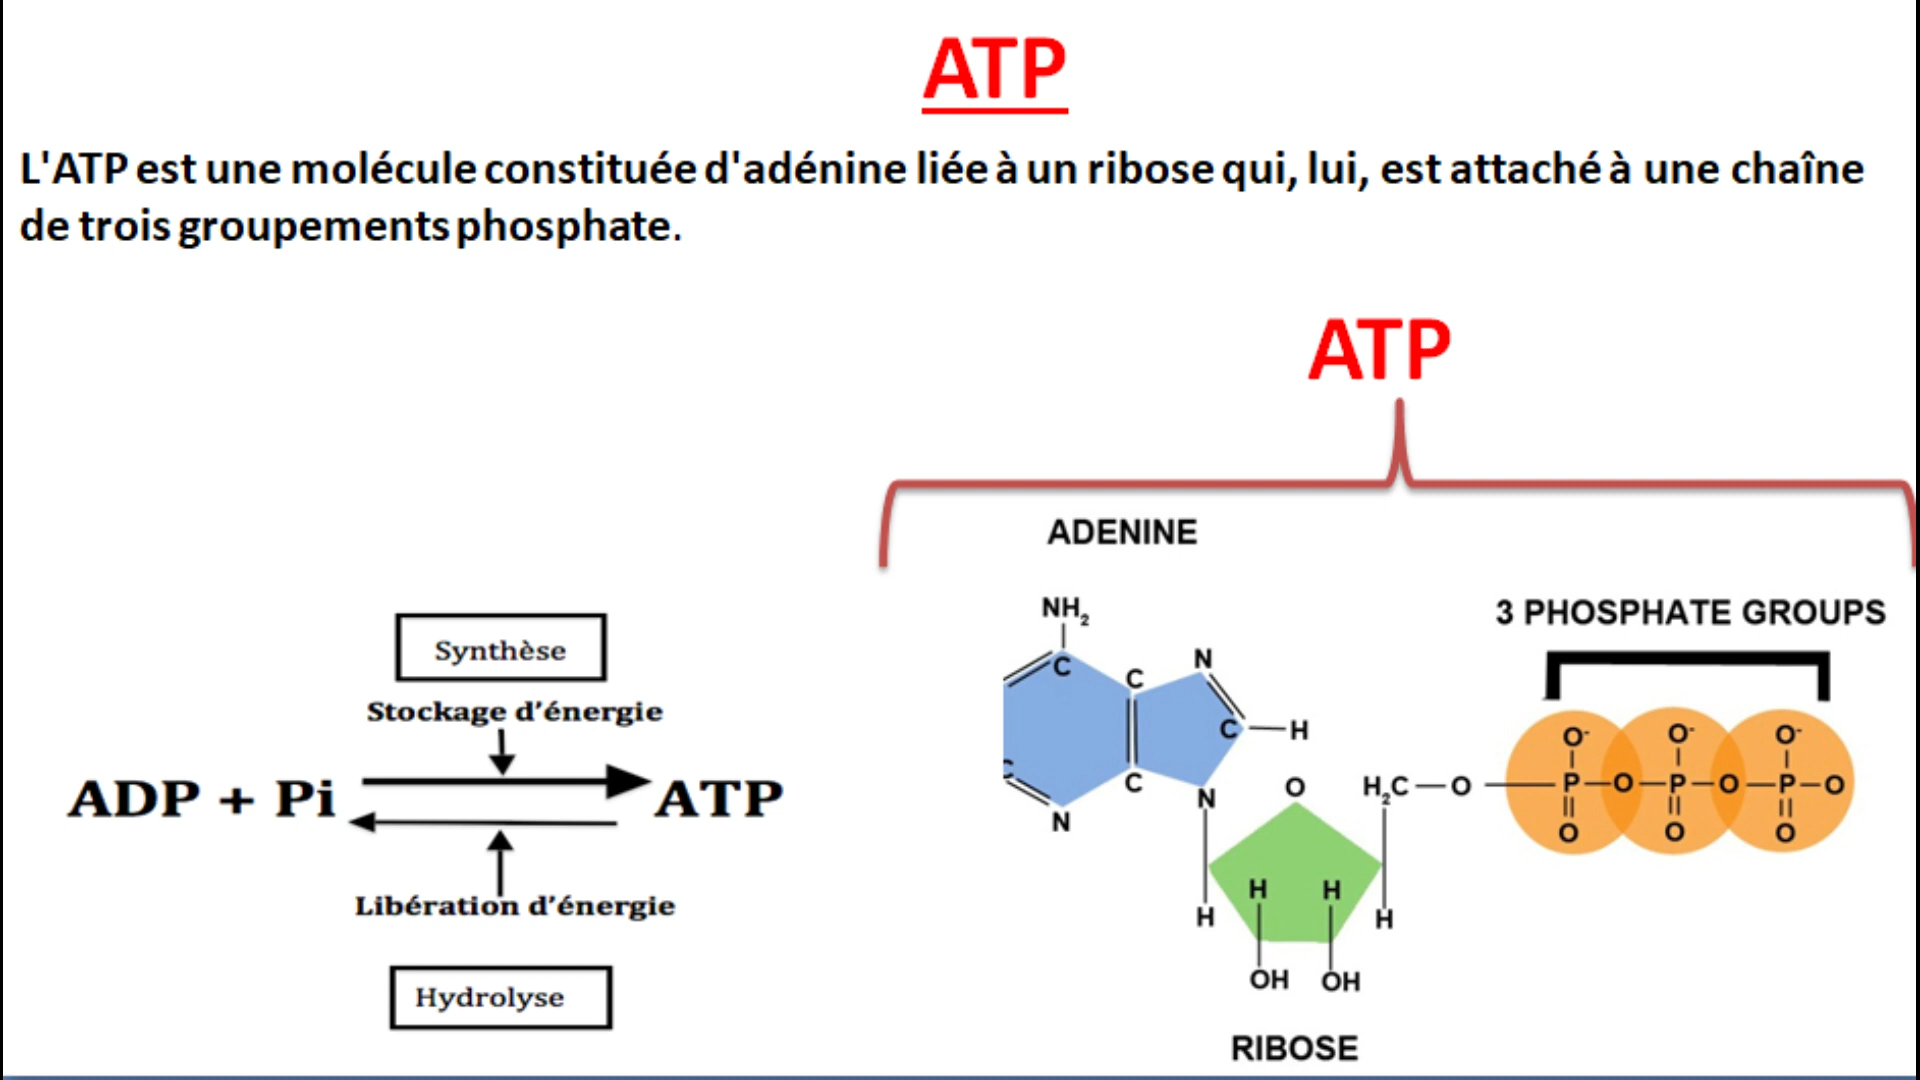 ATP
L'ATP est une molécule constituée d'adénine liée à un ribose qui, lui, est attaché à une chaîne
de trois groupements phosphate.
ATP
ADENINE
3 PHOSPHATE GROUPS
Synthèse
Stockage d'énergie
ADP + Pi
ATP
Libération d'énergie
Hydrolyse
NH₂
C
C
N
C
H
C
N
N
C
O
H₂C
O
H
H
H
H
OH
OH
RIBOSE
O⁻
O⁻
O⁻
P
O
P
O
P
O
O
O
O